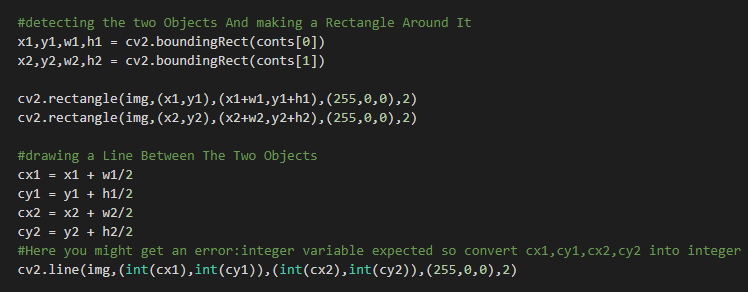 #detecting the two Objects And making a Rectangle Around It
x1,y1,w1,h1 = cv2.boundingRect(conts[0])
x2,y2,w2,h2 = cv2.boundingRect(conts[1])
cv2.rectangle(img,(x1,y1),(x1+w1,y1+h1),(255,0,0),2)
cv2.rectangle(img,(x2,y2),(x2+w2,y2+h2),(255,0,0),2)
#drawing a Line Between The Two Objects
cx1 = x1 + w1/2
cy1 = y1 + h1/2
cx2 = x2 + w2/2
cy2 = y2 + h2/2
#Here you might get an error:integer variable expected so convert cx1,cy1,cx2,cy2 into integer
cv2.line(img,(int(cx1),int(cy1)),(int(cx2),int(cy2)),(255,0,0),2)